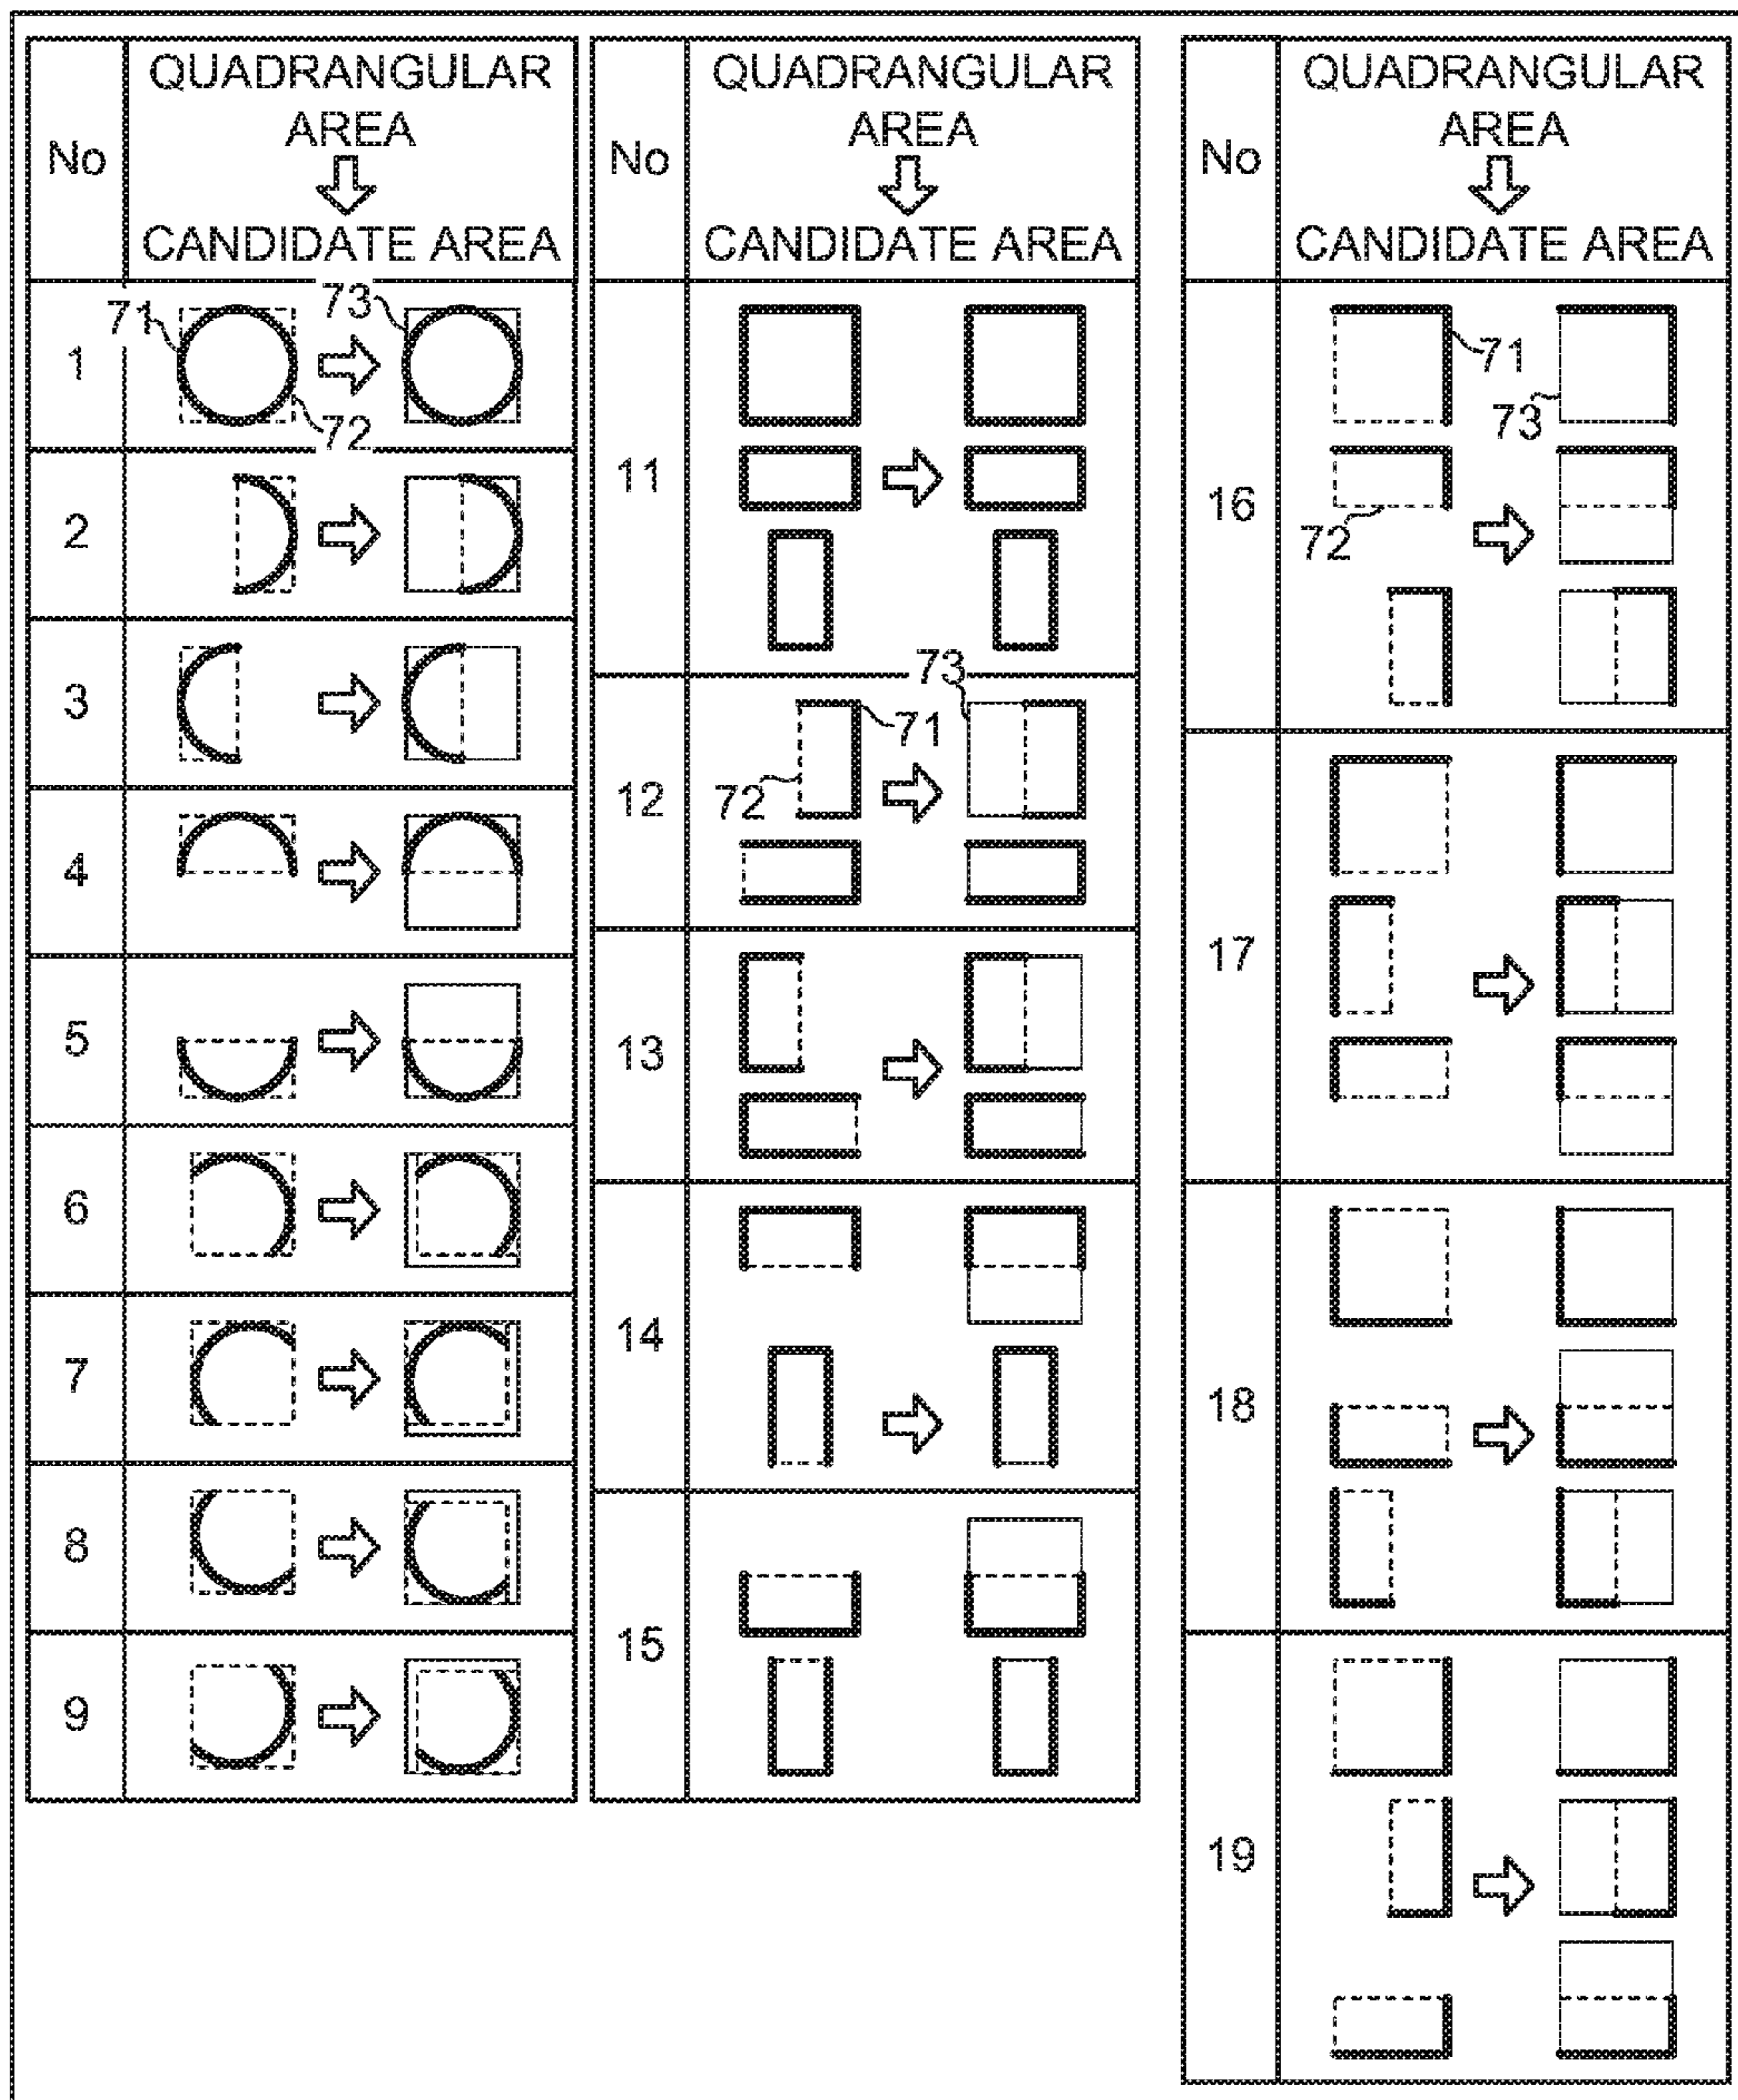 No
QUADRANGULAR
AREA
CANDIDATE AREA
1
71
73
72
2
3
4
5
6
7
8
9
No
QUADRANGULAR
AREA
CANDIDATE AREA
11
12
73
71
72
13
14
15
No
QUADRANGULAR
AREA
CANDIDATE AREA
16
71
73
72
17
18
19